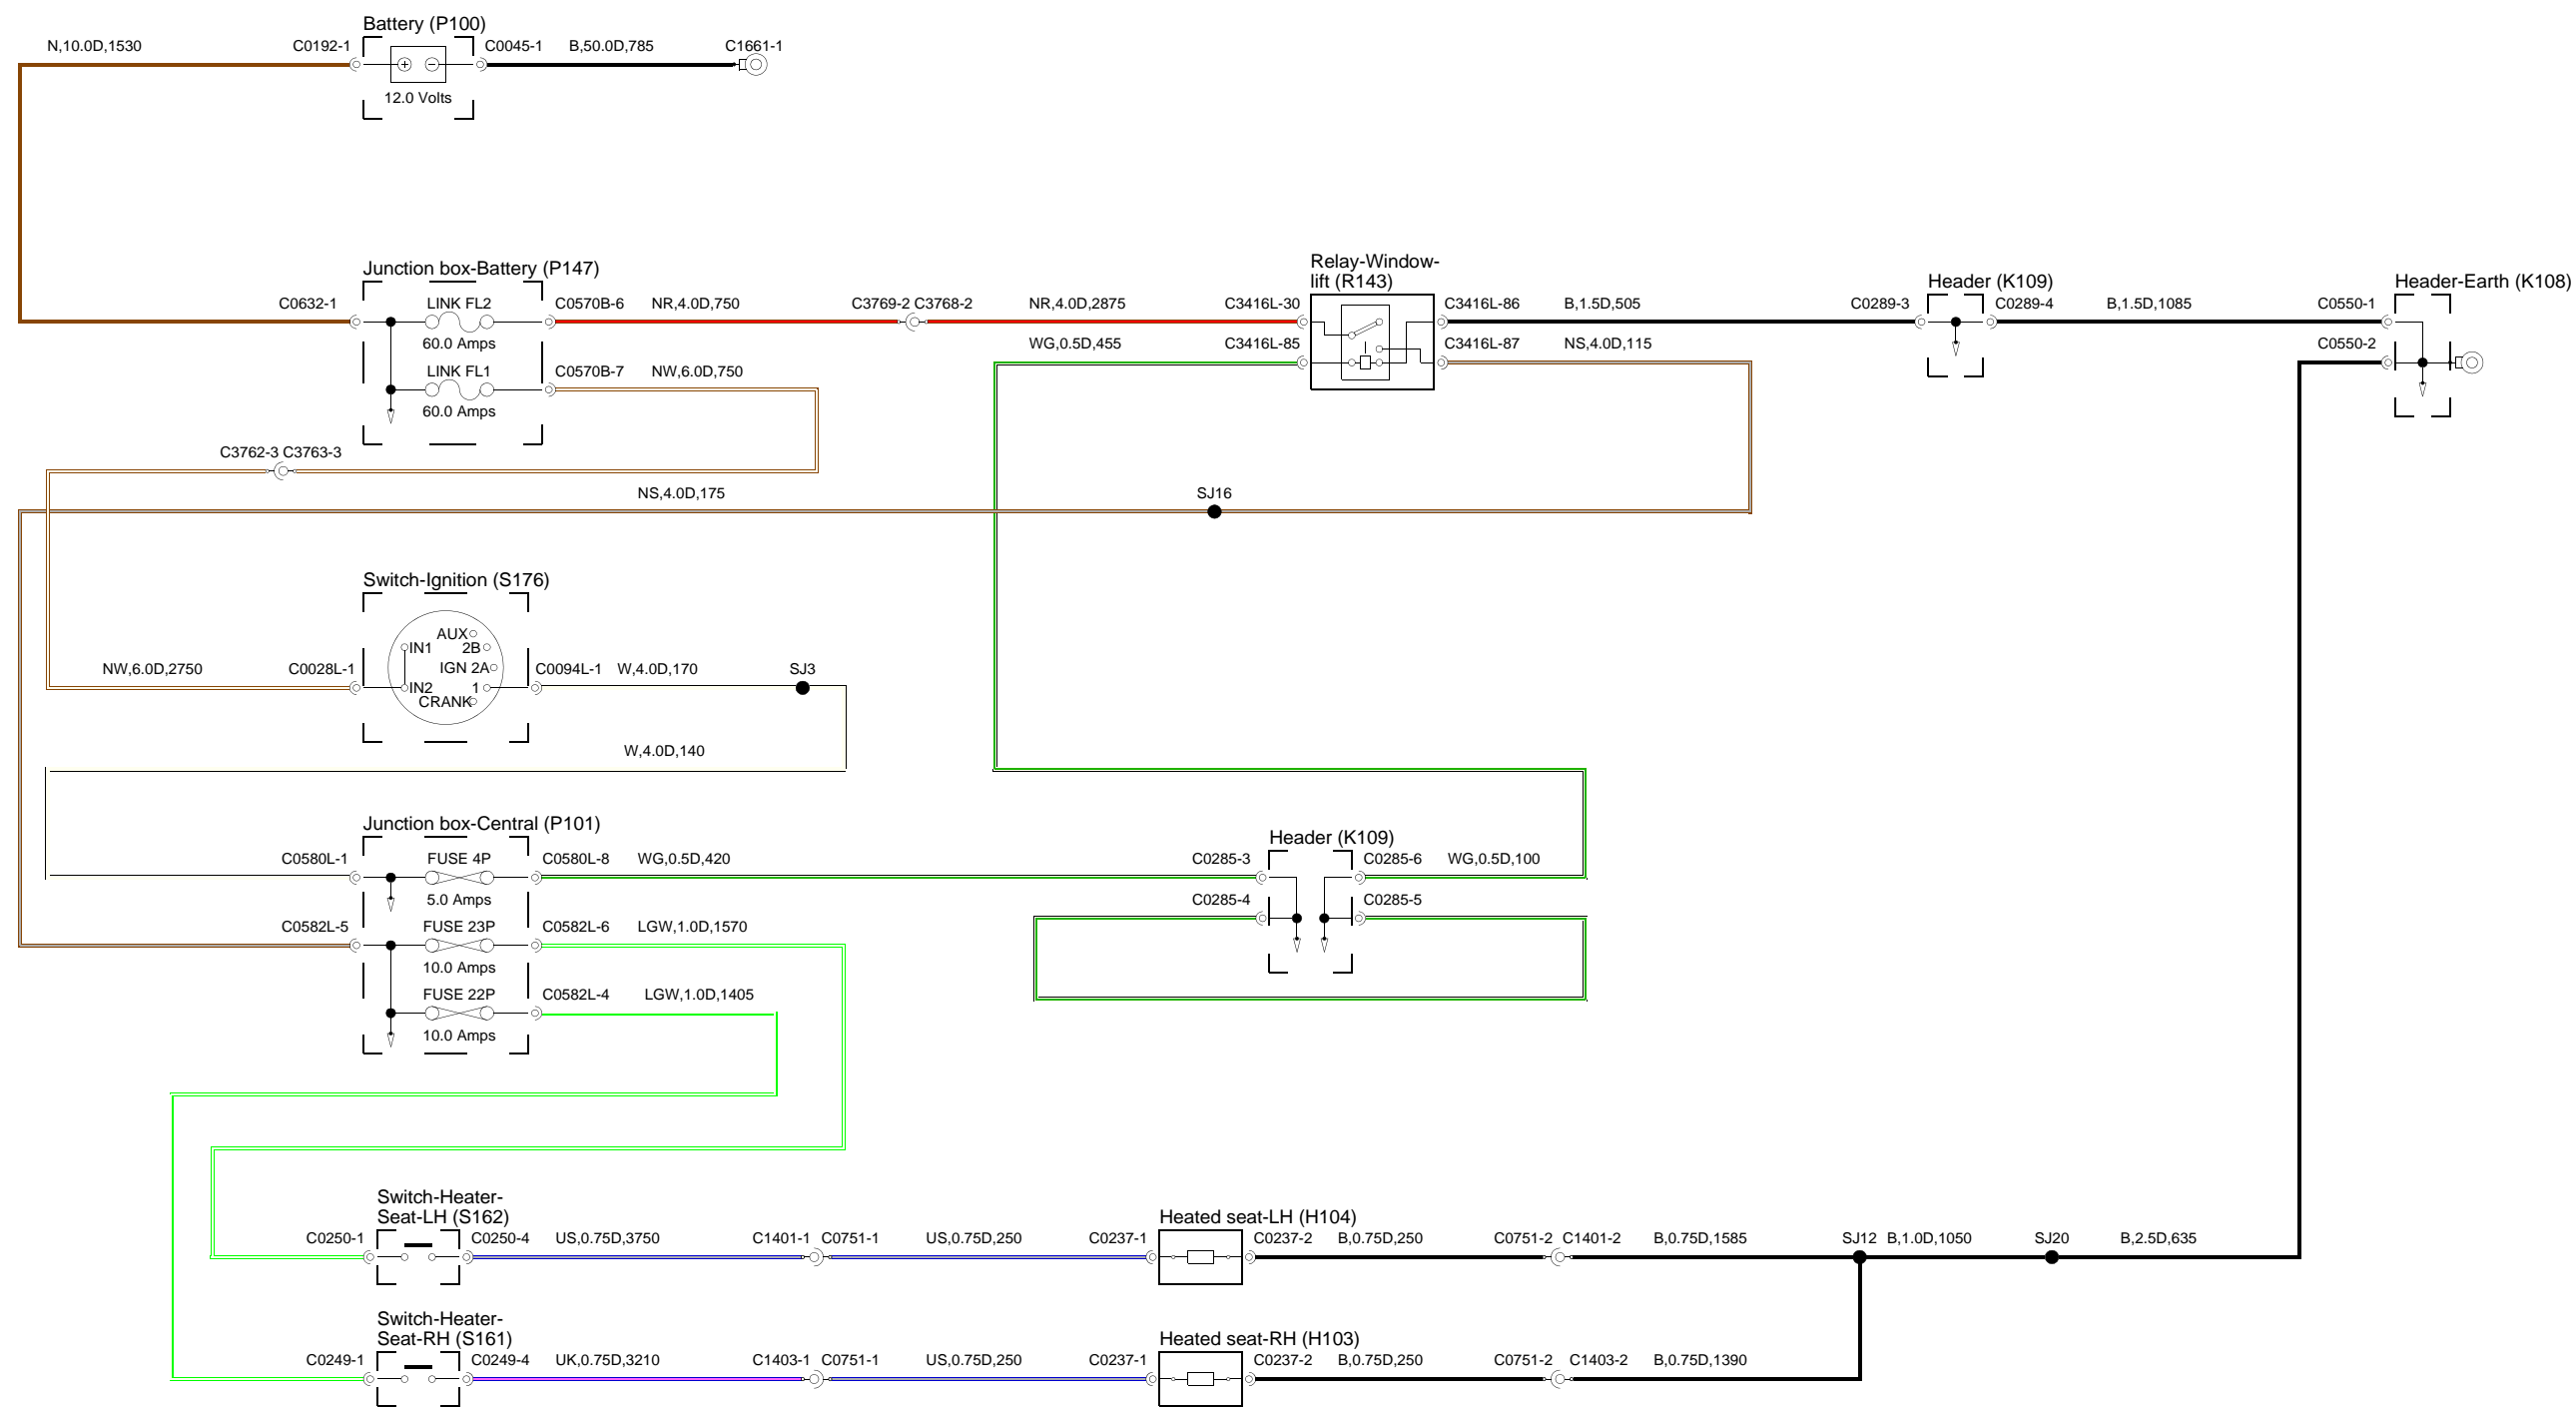 Battery (P100)
N,10.0D,1530
C0192-1
C0045-1
B,50.0D,785
C1661-1
12.0 Volts
Junction box-Battery (P147)
C0632-1
LINK FL2
60.0 Amps
C0570B-6
NR,4.0D,750
C3769-2 C3768-2
NR,4.0D,2875
LINK FL1
60.0 Amps
C0570B-7
NW,6.0D,750
Relay-Window-
lift (R143)
C3416L-30
C3416L-86
B,1.5D,505
WG,0.5D,455
C3416L-85
C3416L-87
NS,4.0D,115
Header (K109)
C0289-3
C0289-4
B,1.5D,1085
Header-Earth (K108)
C0550-1
C0550-2
C3762-3 C3763-3
NS,4.0D,175
SJ16
Switch-Ignition (S176)
AUX
IN1
2B
IGN 2A
IN2
1
CRANK
NW,6.0D,2750
C0028L-1
C0094L-1
W,4.0D,170
SJ3
W,4.0D,140
Junction box-Central (P101)
C0580L-1
FUSE 4P
5.0 Amps
C0580L-8
WG,0.5D,420
C0582L-5
FUSE 23P
10.0 Amps
C0582L-6
LGW,1.0D,1570
FUSE 22P
10.0 Amps
C0582L-4
LGW,1.0D,1405
Header (K109)
C0285-3
C0285-6
WG,0.5D,100
C0285-4
C0285-5
Switch-Heater-
Seat-LH (S162)
C0250-1
C0250-4
US,0.75D,3750
C1401-1
C0751-1
US,0.75D,250
C0237-1
Heated seat-LH (H104)
C0237-2
B,0.75D,250
C0751-2
C1401-2
B,0.75D,1585
SJ12
B,1.0D,1050
SJ20
B,2.5D,635
Switch-Heater-
Seat-RH (S161)
C0249-1
C0249-4
UK,0.75D,3210
C1403-1
C0751-1
US,0.75D,250
C0237-1
Heated seat-RH (H103)
C0237-2
B,0.75D,250
C0751-2
C1403-2
B,0.75D,1390